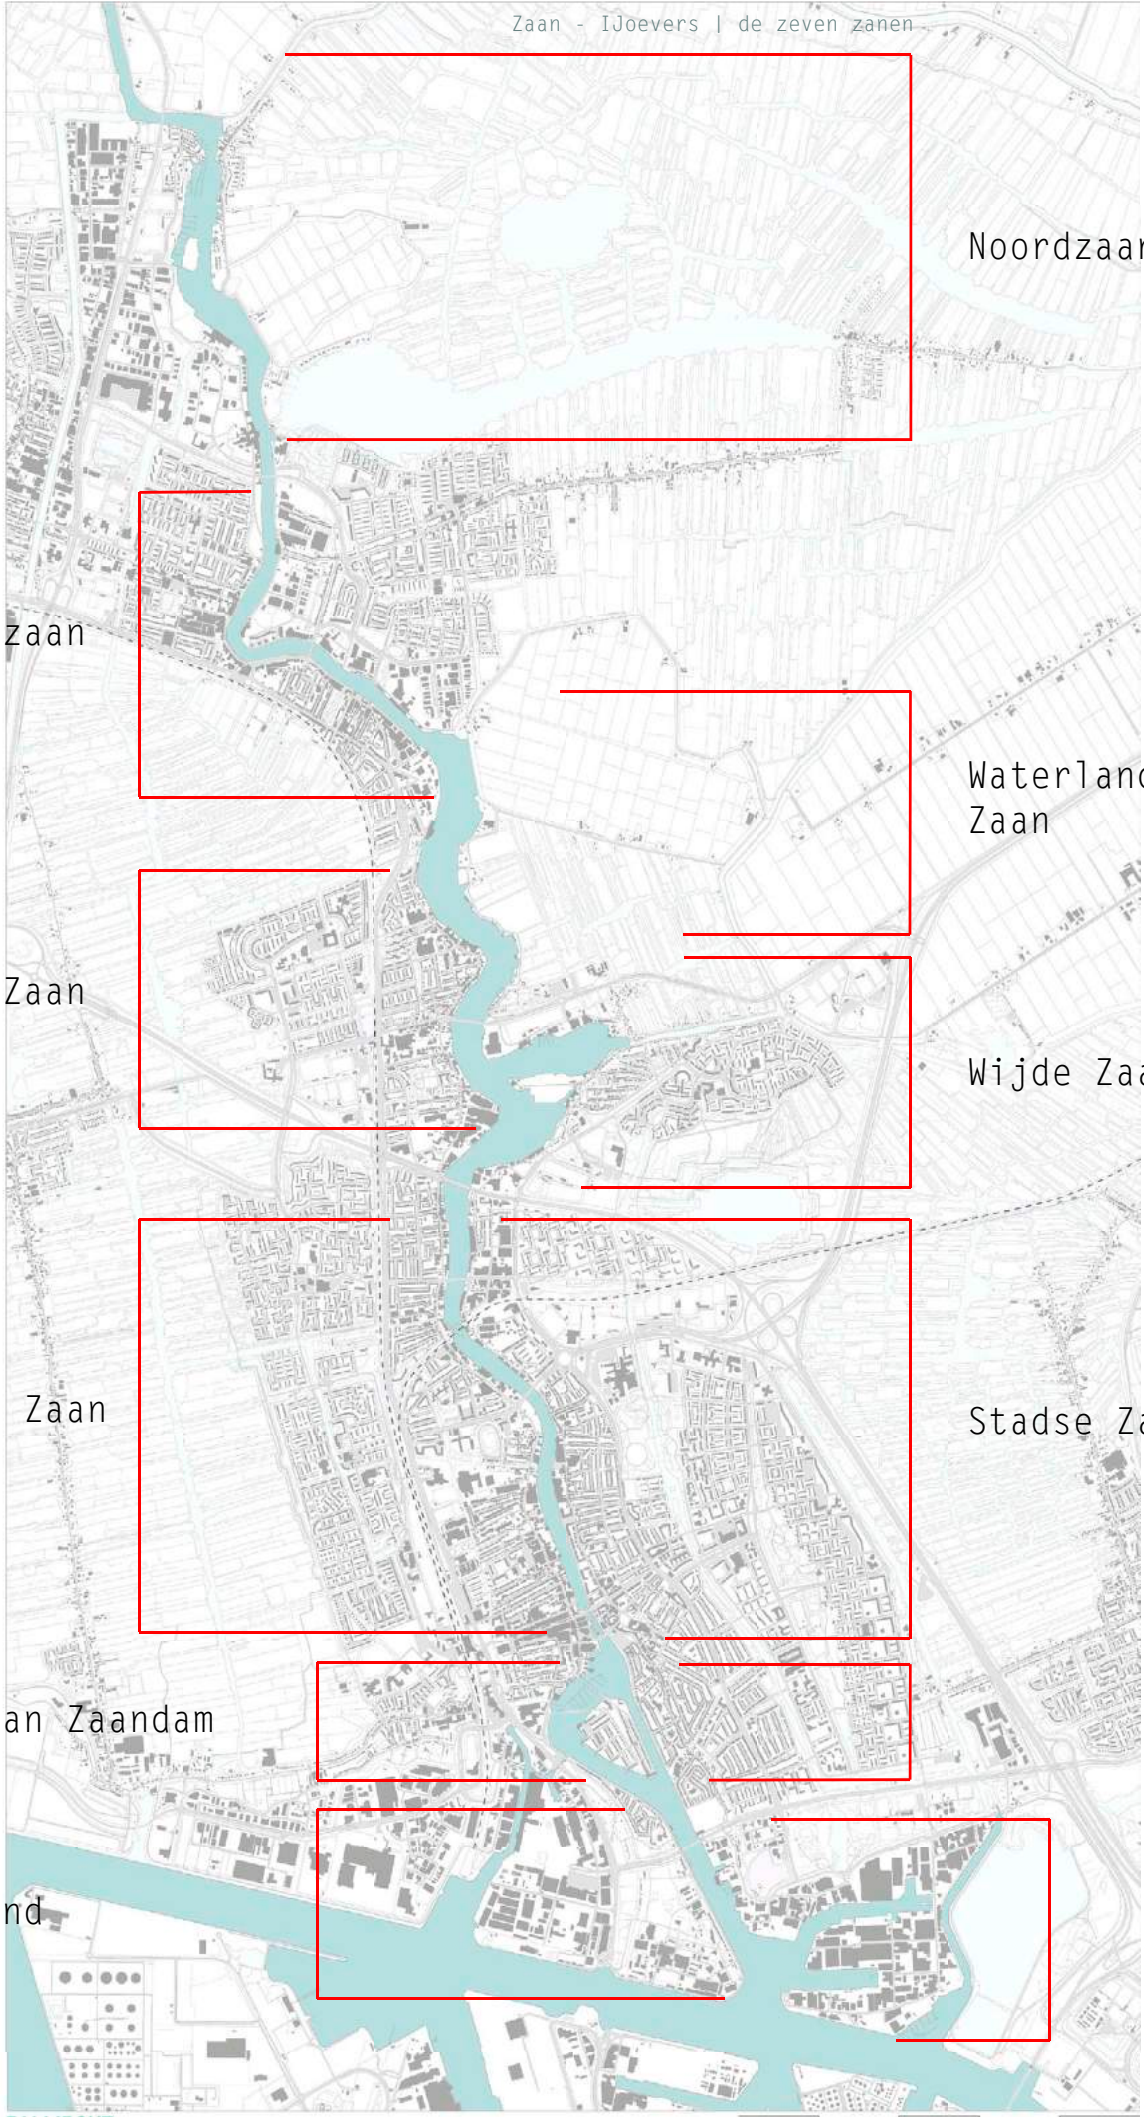 Zaan - IJoevers | de zeven zanen
Noordzaan
zaan
Waterland
Zaan
Zaan
Wijde Zaa
Zaan
Stadse Za
an Zaandam
nd